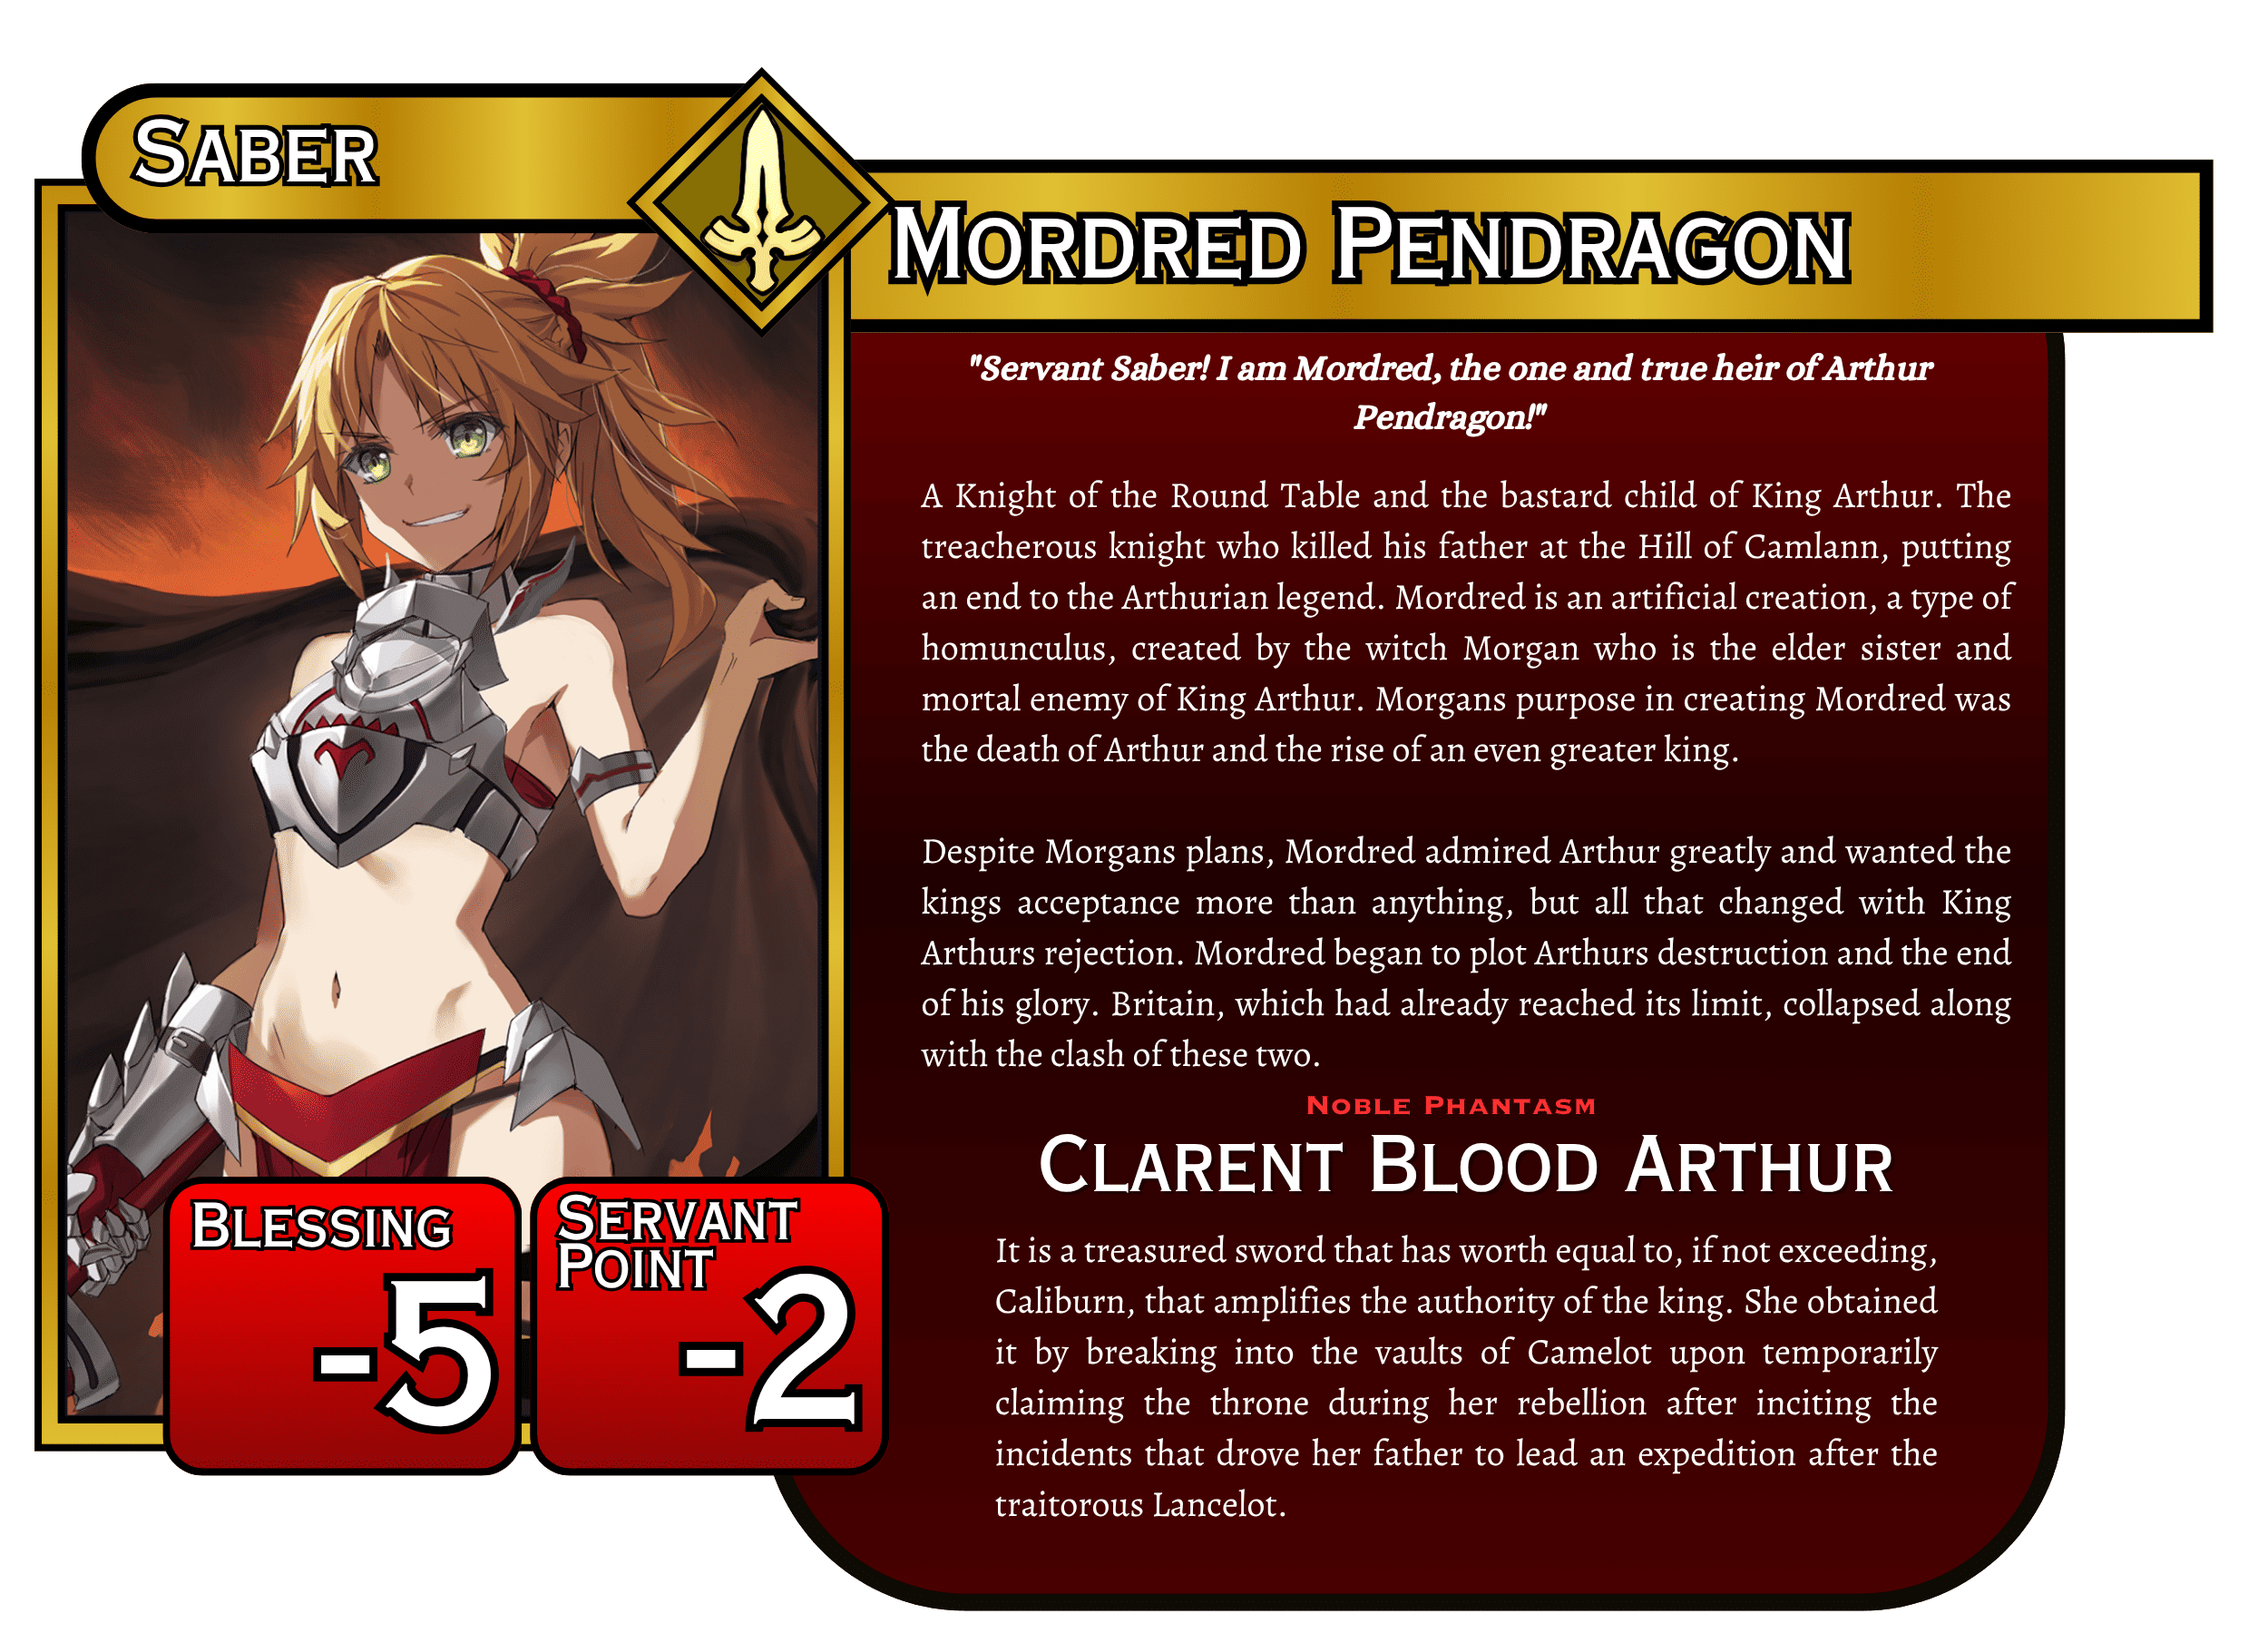 SABER
MORDRED PENDRAGON
"Servant Saber! I am Mordred, the one and true heir of Arthur
Pendragon!"
A Knight of the Round Table and the bastard child of King Arthur. The
treacherous knight who killed his father at the Hill of Camlann, putting
an end to the Arthurian legend. Mordred is an artificial creation, a type of
homunculus, created by the witch Morgan who is the elder sister and
mortal enemy of King Arthur. Morgans purpose in creating Mordred was
the death of Arthur and the rise of an even greater king.
Despite Morgans plans, Mordred admired Arthur greatly and wanted the
kings acceptance more than anything, but all that changed with King
Arthurs rejection. Mordred began to plot Arthurs destruction and the end
of his glory. Britain, which had already reached its limit, collapsed along
with the clash of these two.
NOBLE PHANTASM
CLARENT BLOOD ARTHUR
It is a treasured sword that has worth equal to, if not exceeding,
Caliburn, that amplifies the authority of the king. She obtained
it by breaking into the vaults of Camelot upon temporarily
claiming the throne during her rebellion after inciting the
incidents that drove her father to lead an expedition after the
traitorous Lancelot.
BLESSING
-5
SERVANT
POINT
-2